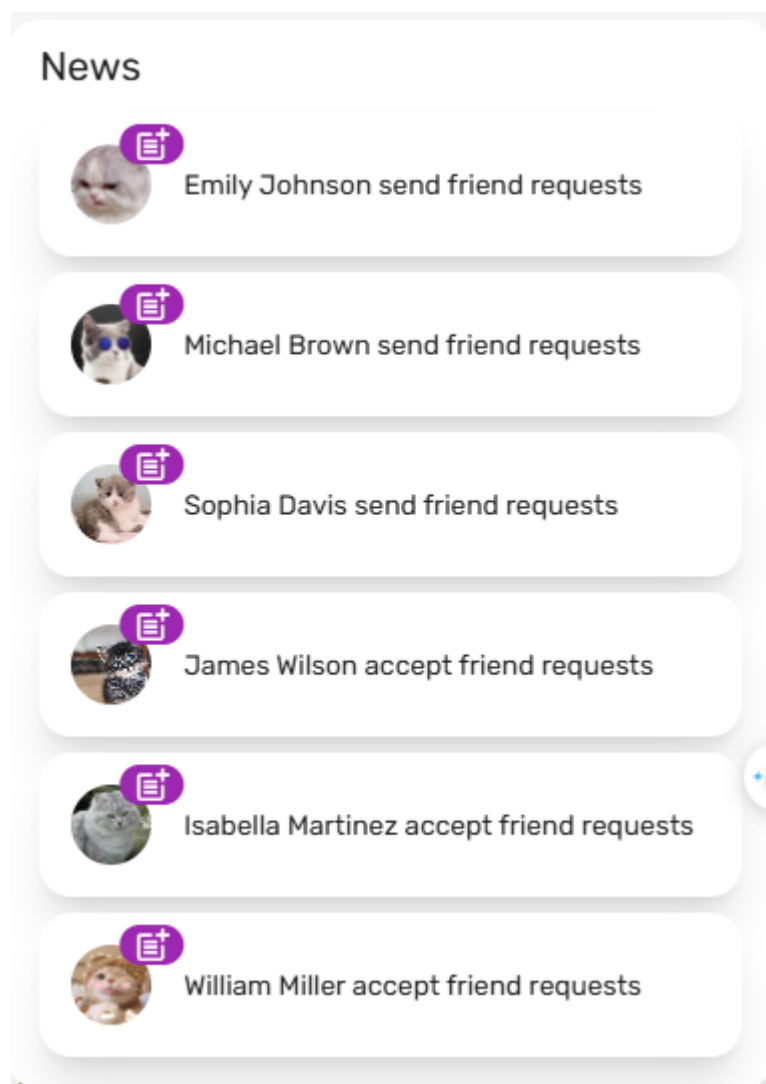 News
Emily Johnson send friend requests
Michael Brown send friend requests
Sophia Davis send friend requests
James Wilson accept friend requests
Isabella Martinez accept friend requests
William Miller accept friend requests